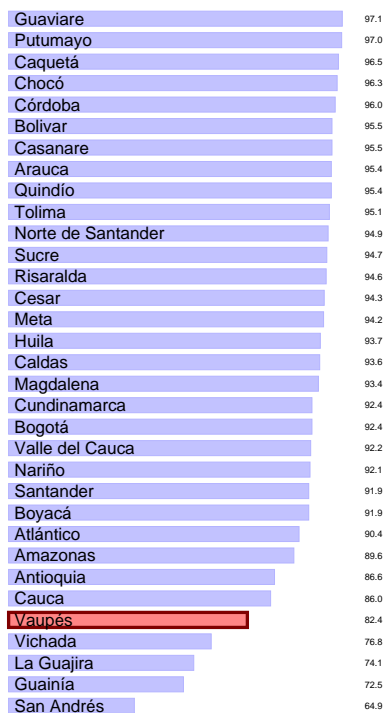 Guaviare 97.1
Putumayo 97.0
Caquetá 96.5
Chocó 96.3
Córdoba 96.0
Bolivar 95.5
Casanare 95.5
Arauca 95.4
Quindío 95.4
Tolima 95.1
Norte de Santander 94.9
Sucre 94.7
Risaralda 94.6
Cesar 94.3
Meta 94.2
Huila 93.7
Caldas 93.6
Magdalena 93.4
Cundinamarca 92.4
Bogotá 92.4
Valle del Cauca 92.2
Nariño 92.1
Santander 91.9
Boyacá 91.9
Atlántico 90.4
Amazonas 89.6
Antioquia 86.6
Cauca 86.0
Vaupés 82.4
Vichada 76.8
La Guajira 74.1
Guainía 72.5
San Andrés 64.9